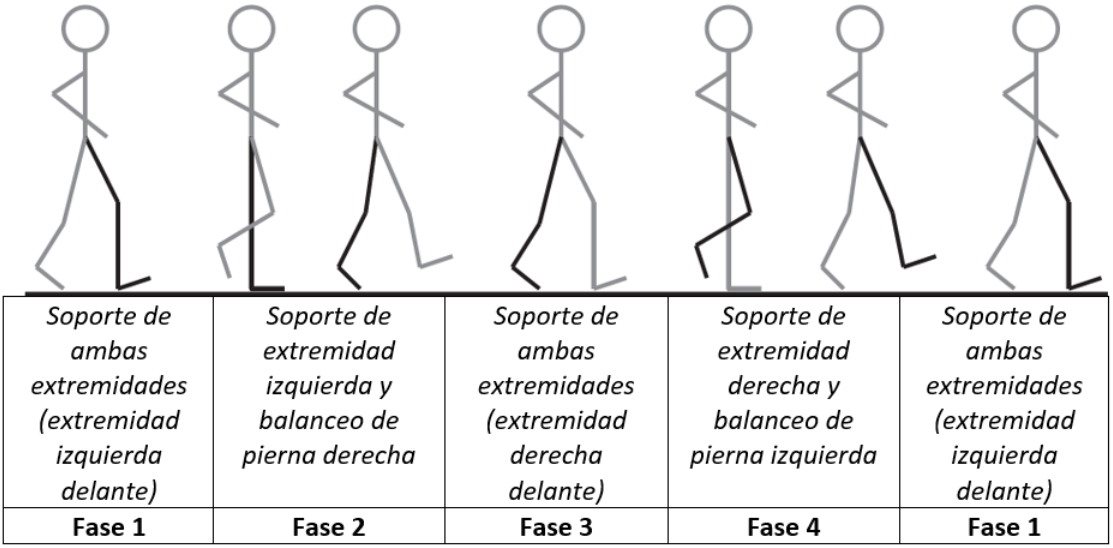 Soporte de
ambas
extremidades
(extremidad
izquierda
delante)
Soporte de
extremidad
izquierda y
balanceo de
pierna derecha
Soporte de
ambas
extremidades
(extremidad
derecha
delante)
Soporte de
extremidad
derecha y
balanceo de
pierna izquierda
Soporte de
ambas
extremidades
(extremidad
izquierda
delante)
Fase 1
Fase 2
Fase 3
Fase 4
Fase 1